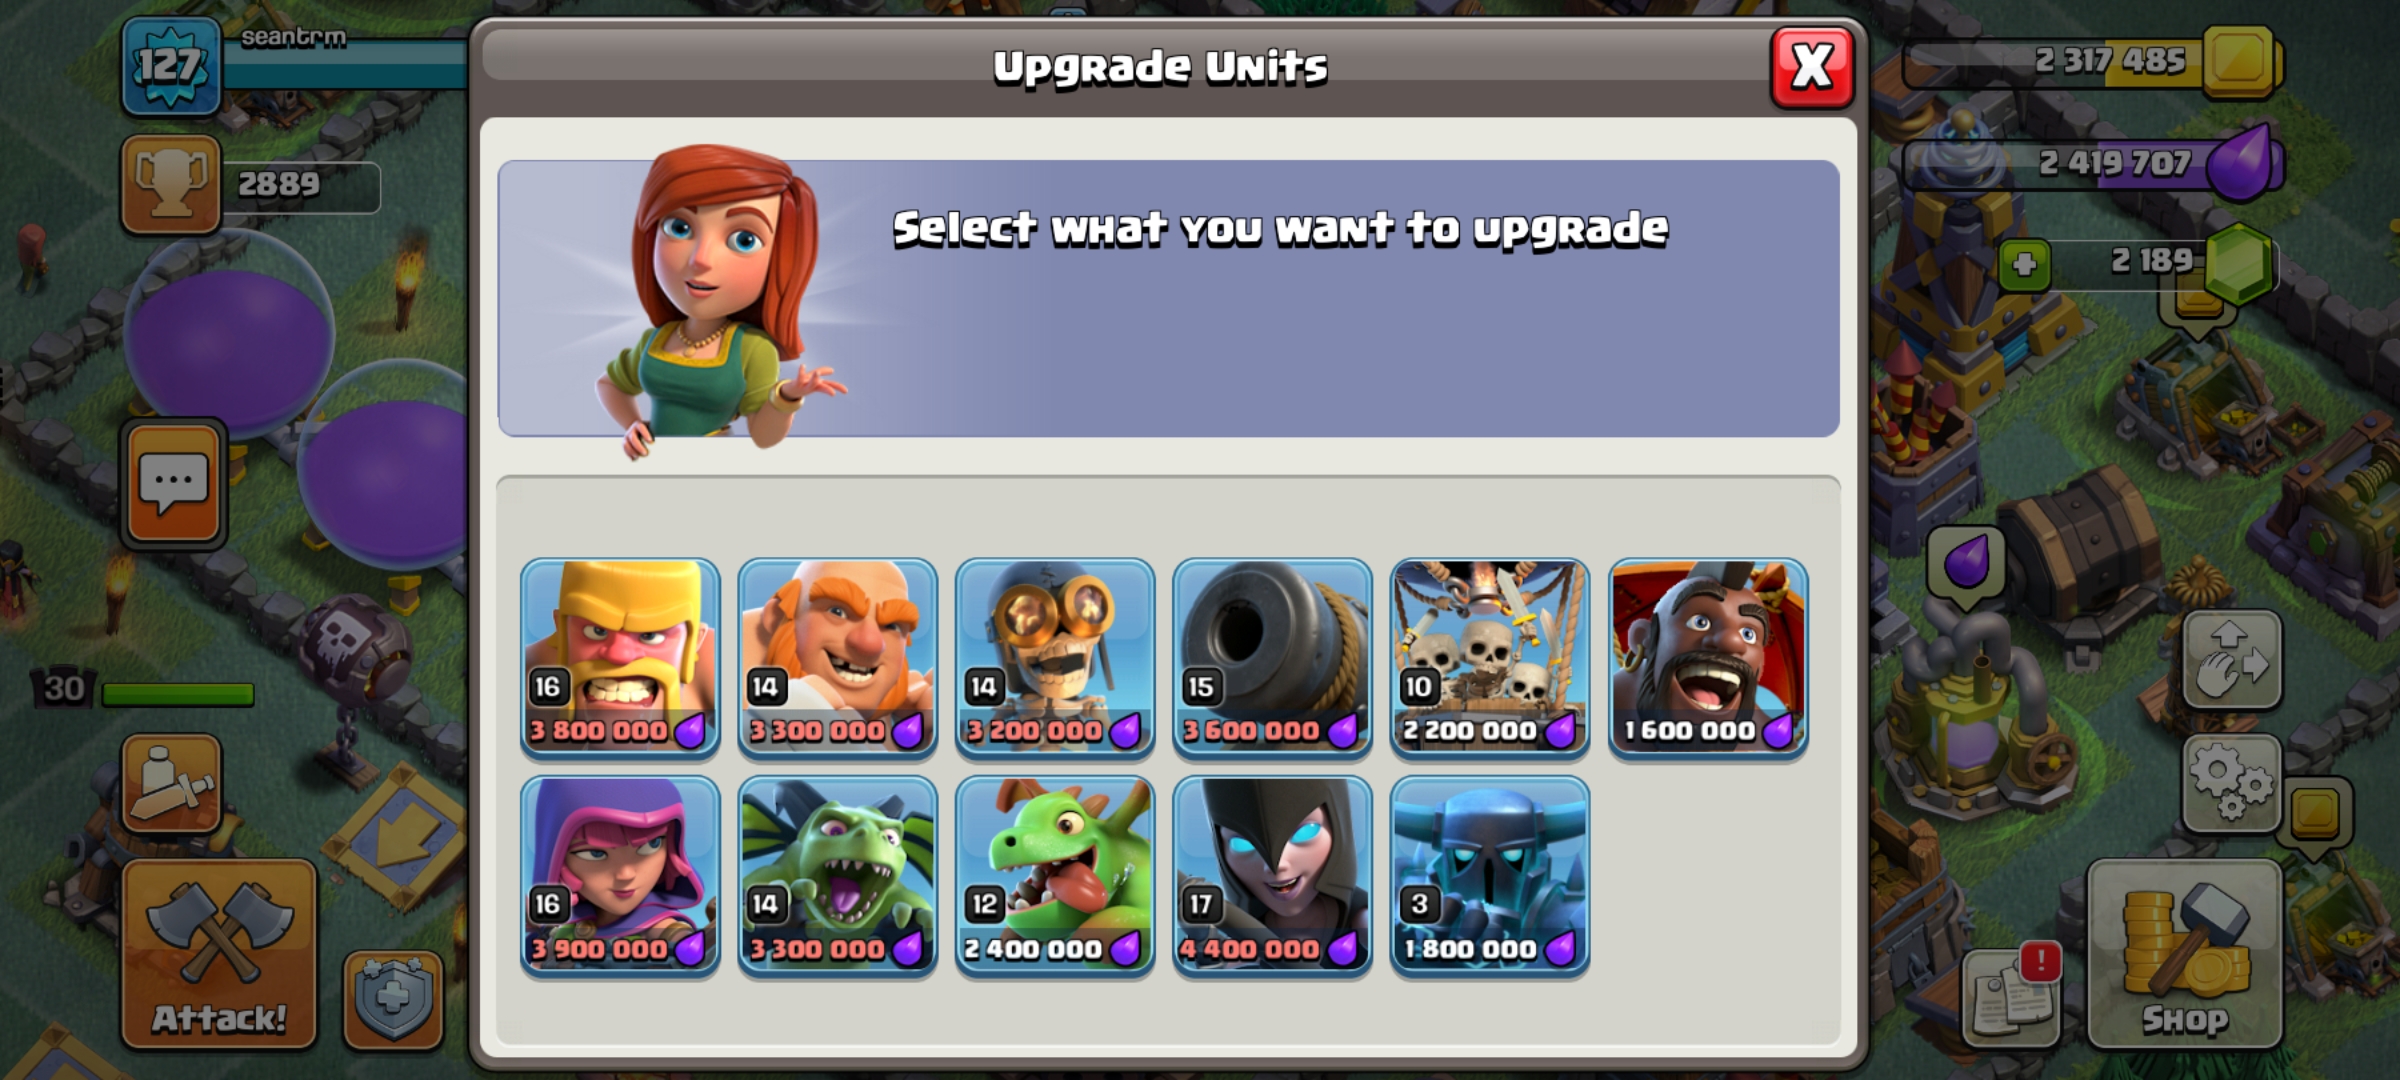 127
seantrm
2889
30
Attack!
Upgrade Units
X
Select what you want to upgrade
16
3 800 000
14
3 300 000
14
3 200 000
15
3 600 000
10
2 200 000
1 600 000
16
3 900 000
14
3 300 000
12
2 400 000
17
4 400 000
3
1 800 000
2 317 485
2 419 707
2 189
!
Shop